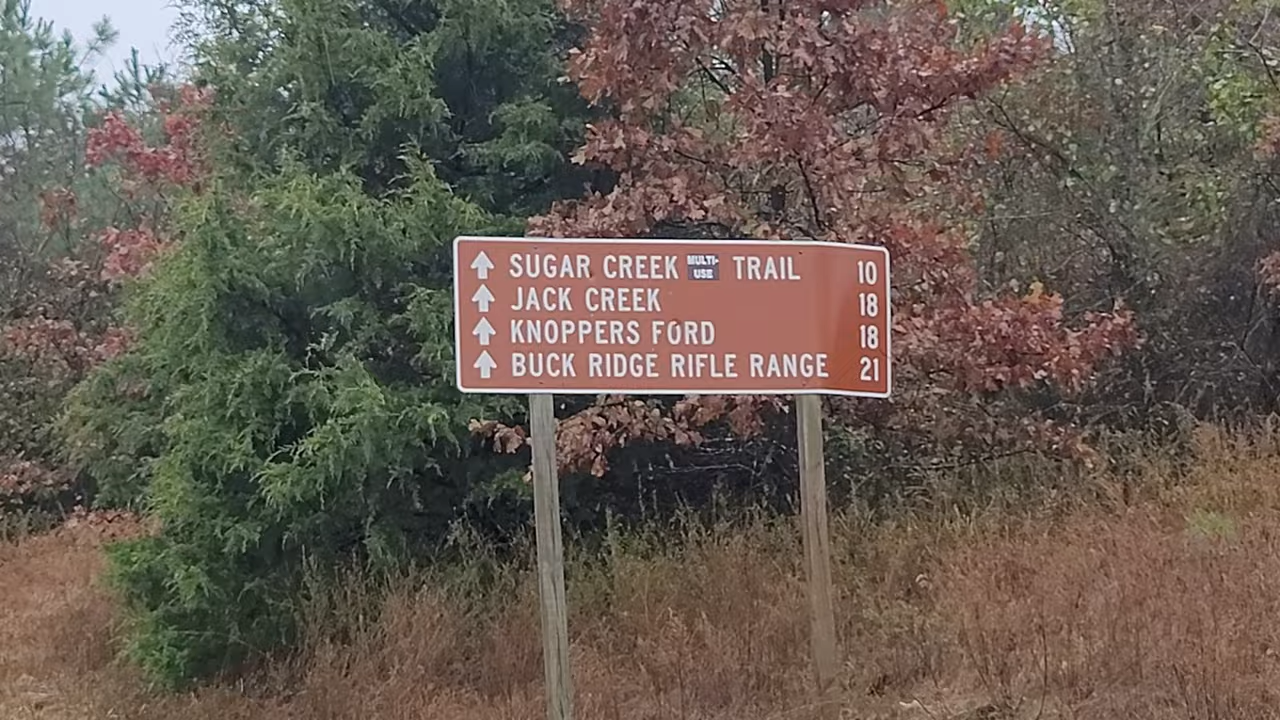 SUGAR CREEK MULTI-USE TRAIL 10
JACK CREEK 18
KNOPPERS FORD 18
BUCK RIDGE RIFLE RANGE 21